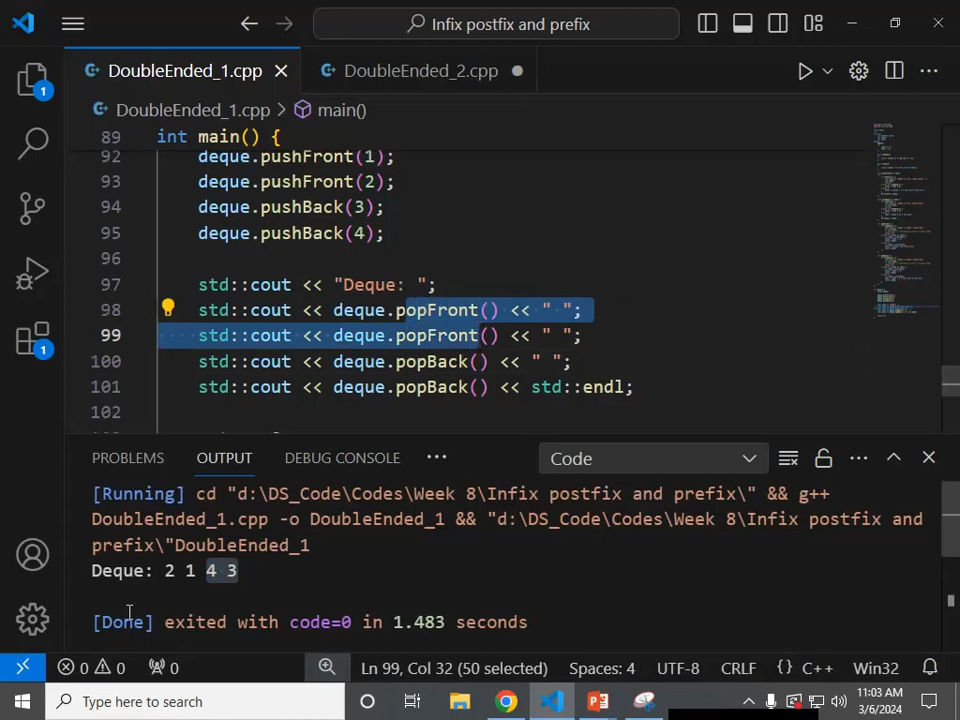 Infix postfix and prefix
DoubleEnded_1.cpp
DoubleEnded_2.cpp
DoubleEnded_1.cpp > main()
89 int main() {
92 deque.pushFront(1);
93 deque.pushFront(2);
94 deque.pushBack(3);
95 deque.pushBack(4);
96
97 std::cout << "Deque: ";
98 std::cout << deque.popFront() << " ";
99 std::cout << deque.popFront() << " ";
100 std::cout << deque.popBack() << " ";
101 std::cout << deque.popBack() << std::endl;
102
1
1
PROBLEMS OUTPUT DEBUG CONSOLE ··· Code
[Running] cd "d:\DS_Code\Codes\Week 8\Infix postfix and prefix\" && g++
DoubleEnded_1.cpp -o DoubleEnded_1 && "d:\DS_Code\Codes\Week 8\Infix postfix and
prefix\"DoubleEnded_1
Deque: 2 1 4 3
[Done] exited with code=0 in 1.483 seconds
0 0 0 Ln 99, Col 32 (50 selected) Spaces: 4 UTF-8 CRLF {} C++ Win32
Type here to search
11:03 AM
3/6/2024